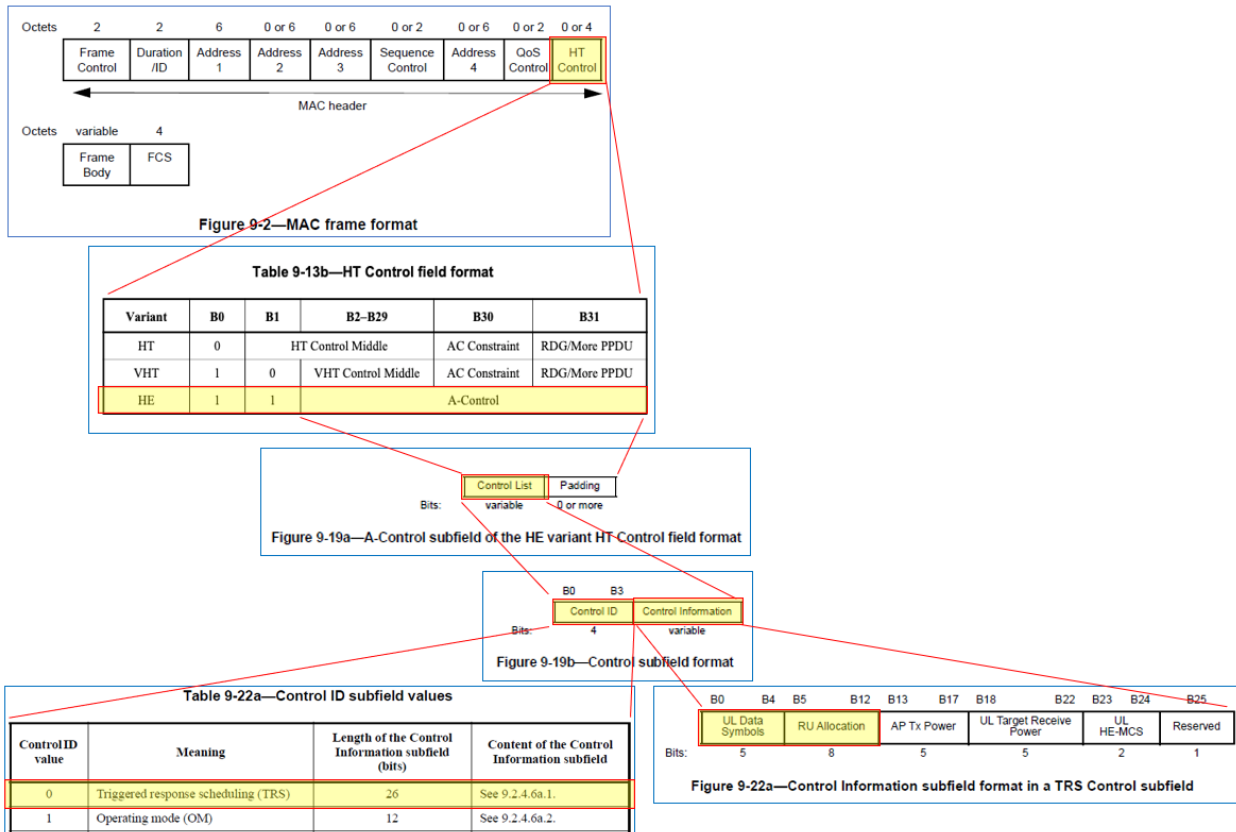 Octets 2 2 6 0 or 6 0 or 6 0 or 2 0 or 6 0 or 2 0 or 4
Frame Control Duration /ID Address 1 Address 2 Address 3 Sequence Control Address 4 QoS Control HT Control
MAC header
Octets variable 4
Frame Body FCS
Figure 9-2—MAC frame format
Table 9-13b—HT Control field format
Variant B0 B1 B2–B29 B30 B31
HT 0 HT Control Middle AC Constraint RDG/More PPDU
VHT 1 0 VHT Control Middle AC Constraint RDG/More PPDU
HE 1 1 A-Control
Control List Padding
Bits: variable 0 or more
Figure 9-19a—A-Control subfield of the HE variant HT Control field format
B0 B3
Control ID Control Information
Bits: 4 variable
Figure 9-19b—Control subfield format
Table 9-22a—Control ID subfield values
Control ID value Meaning Length of the Control Information subfield (bits) Content of the Control Information subfield
0 Triggered response scheduling (TRS) 26 See 9.2.4.6a.1.
1 Operating mode (OM) 12 See 9.2.4.6a.2.
B0 B4 B5 B12 B13 B17 B18 B22 B23 B24 B25
UL Data Symbols RU Allocation AP Tx Power UL Target Receive Power UL HE-MCS Reserved
Bits: 5 8 5 5 2 1
Figure 9-22a—Control Information subfield format in a TRS Control subfield